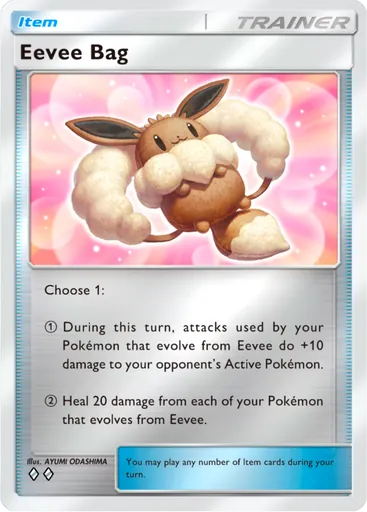 Item
TRAINER
Eevee Bag
Choose 1:
① During this turn, attacks used by your
Pokémon that evolve from Eevee do +10
damage to your opponent's Active Pokémon.
② Heal 20 damage from each of your Pokémon
that evolves from Eevee.
Illus. AYUMI ODASHIMA
You may play any number of Item cards during your
turn.